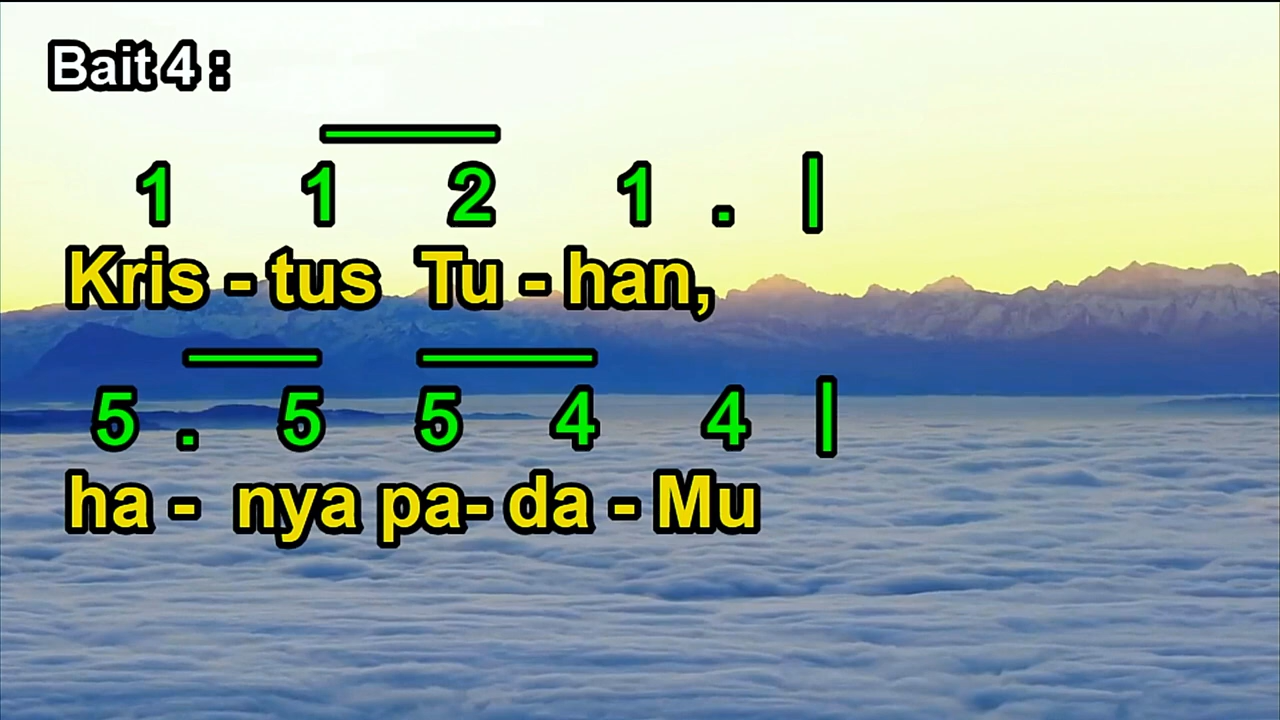 Bait 4 :
1 1 2 1 . |
Kris - tus Tu - han,
5 . 5 5 4 4 |
ha - nya pa- da - Mu